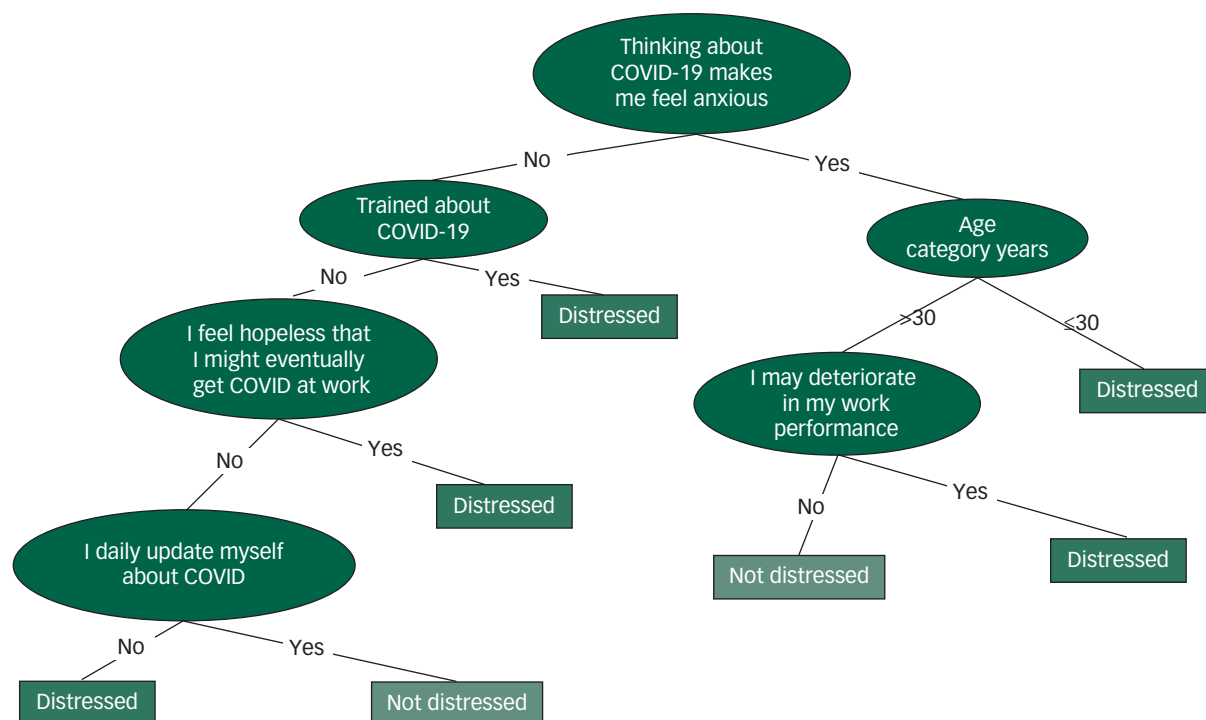 Thinking about
COVID-19 makes
me feel anxious
No
Yes
Trained about
COVID-19
Age
category years
No
Yes
Distressed
>30
≤30
I feel hopeless that
I might eventually
get COVID at work
I may deteriorate
in my work
performance
Distressed
No
Yes
Distressed
No
Yes
I daily update myself
about COVID
Not distressed
Distressed
No
Yes
Distressed
Not distressed